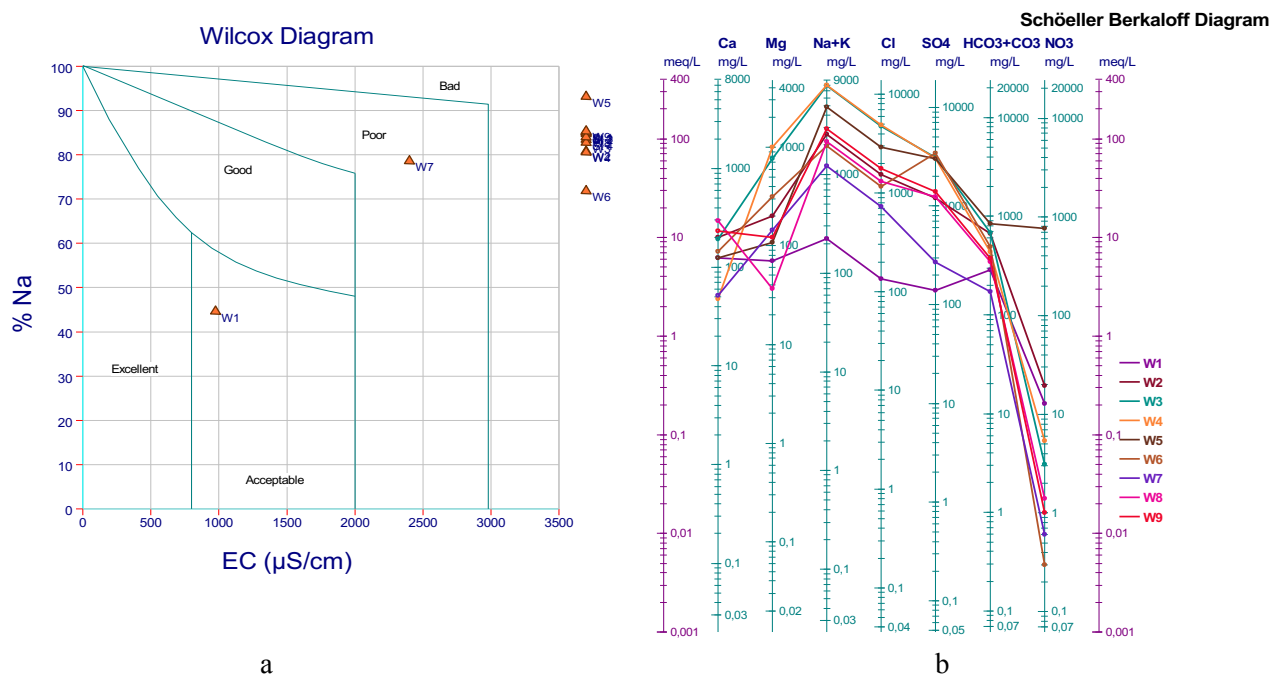 Wilcox Diagram
100
90
80
70
60
50
40
30
20
10
0
% Na
0 500 1000 1500 2000 2500 3000 3500
EC (µS/cm)
Bad
Poor
Good
Excellent
Acceptable
W1
W7
W5
W6
a
Schöeller Berkaloff Diagram
Ca Mg Na+K Cl SO4 HCO3+CO3 NO3
meq/L mg/L mg/L mg/L mg/L mg/L mg/L mg/L meq/L
400
100
10
1
0,1
0,01
0,001
8000
1000
100
10
1
0,1
0,03
4000
1000
100
10
1
0,1
0,02
9000
1000
100
10
1
0,1
0,03
10000
1000
100
10
1
0,1
0,04
10000
1000
100
10
1
0,1
0,05
20000
10000
1000
100
10
1
0,1
0,07
20000
10000
1000
100
10
1
0,1
0,07
400
100
10
1
0,1
0,01
0,001
W1
W2
W3
W4
W5
W6
W7
W8
W9
b